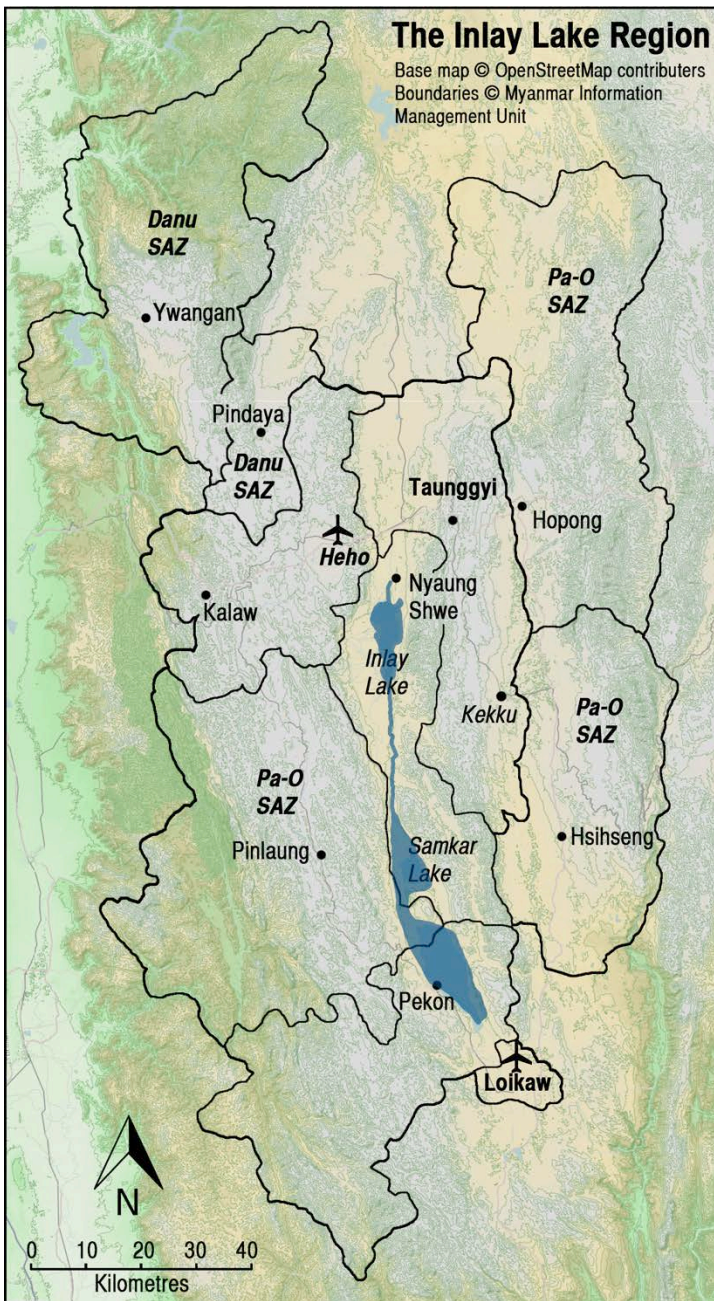 The Inlay Lake Region
Base map © OpenStreetMap contributers
Boundaries © Myanmar Information
Management Unit
Danu
SAZ
Pa-O
SAZ
Ywangan
Pindaya
Danu
SAZ
Taunggyi
Hopong
Heho
Nyaung
Shwe
Kalaw
Inlay
Lake
Kekku
Pa-O
SAZ
Pa-O
SAZ
Pinlaung
Samkar
Lake
Hsihseng
Pekon
Loikaw
N
0 10 20 30 40
Kilometres